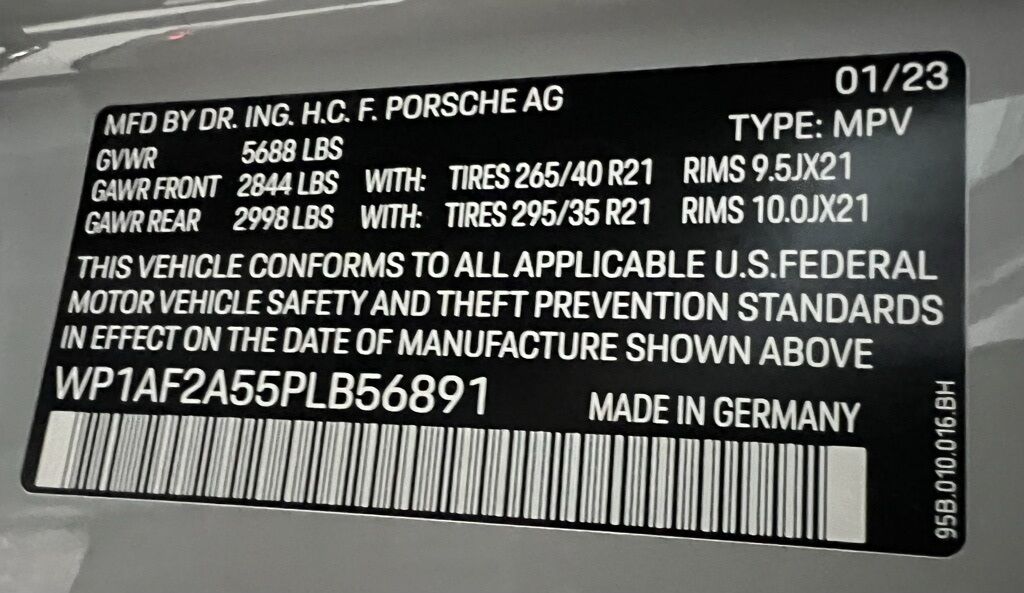 01/23
MFD BY DR. ING. H.C. F. PORSCHE AG
TYPE: MPV
GVWR 5688 LBS
GAWR FRONT 2844 LBS WITH: TIRES 265/40 R21 RIMS 9.5JX21
GAWR REAR 2998 LBS WITH: TIRES 295/35 R21 RIMS 10.0JX21
THIS VEHICLE CONFORMS TO ALL APPLICABLE U.S.FEDERAL
MOTOR VEHICLE SAFETY AND THEFT PREVENTION STANDARDS
IN EFFECT ON THE DATE OF MANUFACTURE SHOWN ABOVE
WP1AF2A55PLB56891
MADE IN GERMANY
95B.010.016.BH